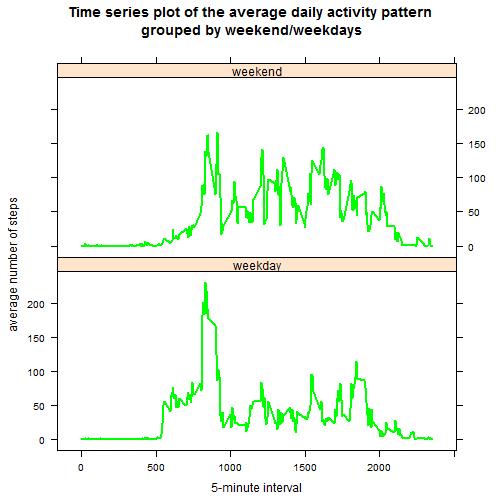 Time series plot of the average daily activity pattern
grouped by weekend/weekdays
weekend
200
150
100
50
0
weekday
200
150
100
50
0
average number of steps
0 500 1000 1500 2000
5-minute interval